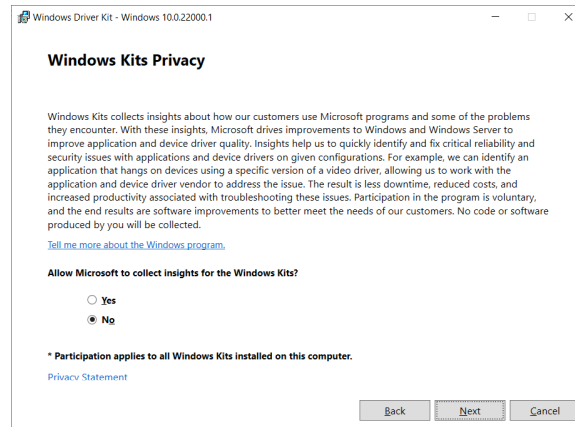 Windows Driver Kit - Windows 10.0.22000.1
Windows Kits Privacy
Windows Kits collects insights about how our customers use Microsoft programs and some of the problems
they encounter. With these insights, Microsoft drives improvements to Windows and Windows Server to
improve application and device driver quality. Insights help us to quickly identify and fix critical reliability and
security issues with applications and device drivers on given configurations. For example, we can identify an
application that hangs on devices using a specific version of a video driver, allowing us to work with the
application and device driver vendor to address the issue. The result is less downtime, reduced costs, and
increased productivity associated with troubleshooting these issues. Participation in the program is voluntary,
and the end results are software improvements to better meet the needs of our customers. No code or software
produced by you will be collected.
Tell me more about the Windows program.
Allow Microsoft to collect insights for the Windows Kits?
Yes
No
* Participation applies to all Windows Kits installed on this computer.
Privacy Statement
Back Next Cancel